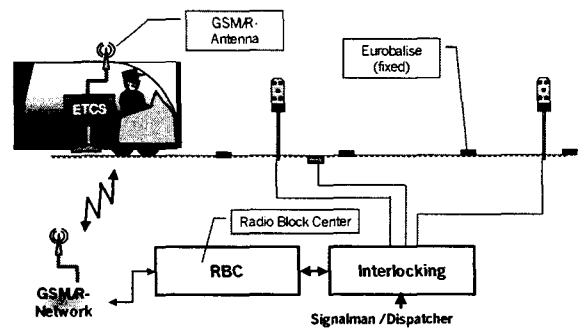 GSM/R-
Antenna
Eurobalise
(fixed)
ETCS
Radio Block Center
RBC
Interlocking
GSM/R-
Network
Signalman /Dispatcher